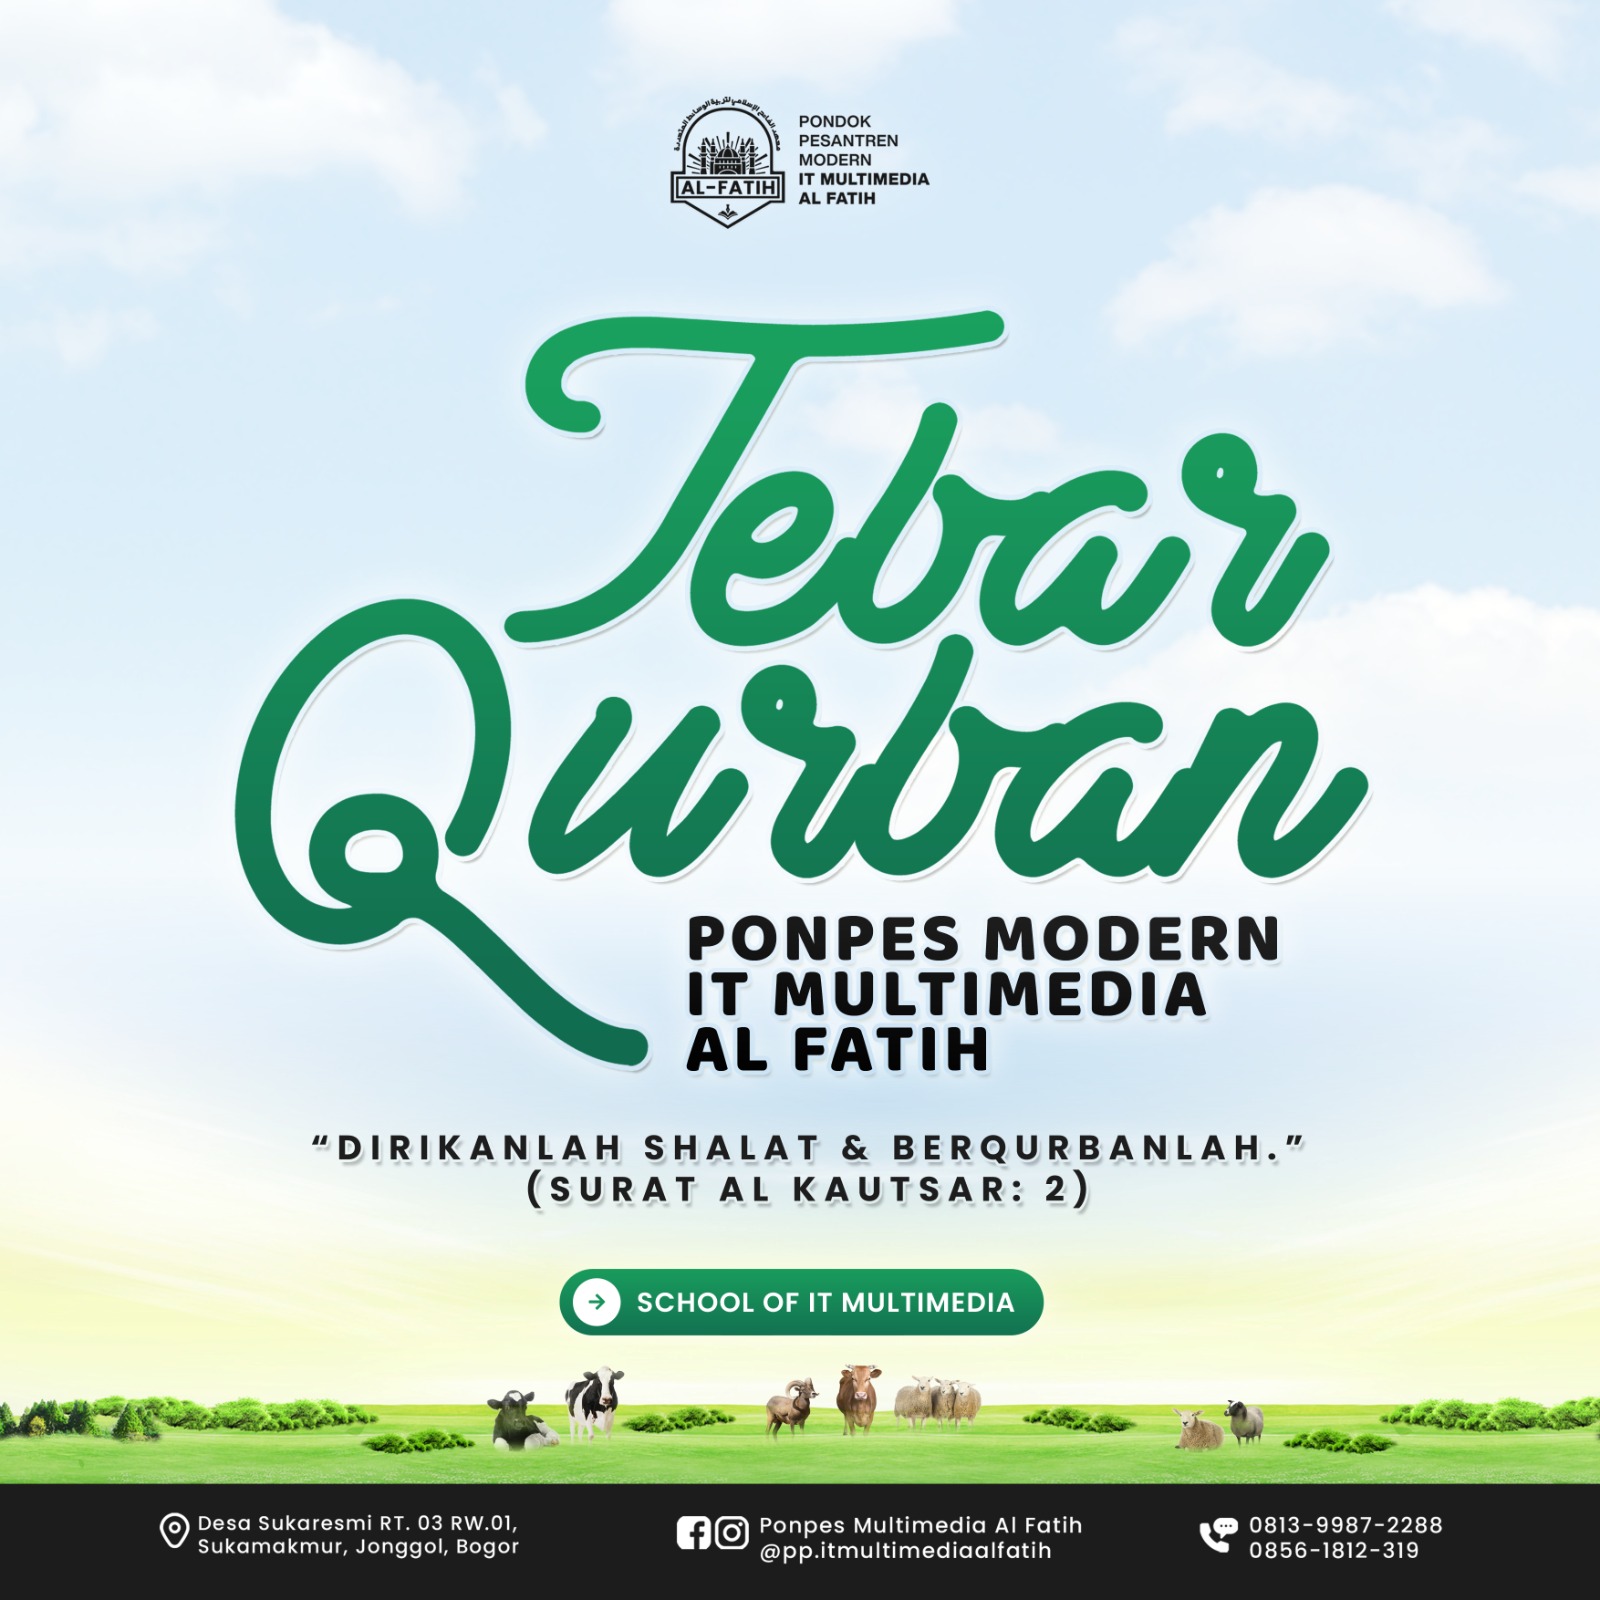 AL-FATIH
PONDOK
PESANTREN
MODERN
IT MULTIMEDIA
AL FATIH
Tebar
Qurban
PONPES MODERN
IT MULTIMEDIA
AL FATIH
“DIRIKANLAH SHALAT & BERQURBANLAH.”
(SURAT AL KAUTSAR: 2)
SCHOOL OF IT MULTIMEDIA
Desa Sukaresmi RT. 03 RW.01,
Sukamakmur, Jonggol, Bogor
Ponpes Multimedia Al Fatih
@pp.itmultimediaalfatih
0813-9987-2288
0856-1812-319